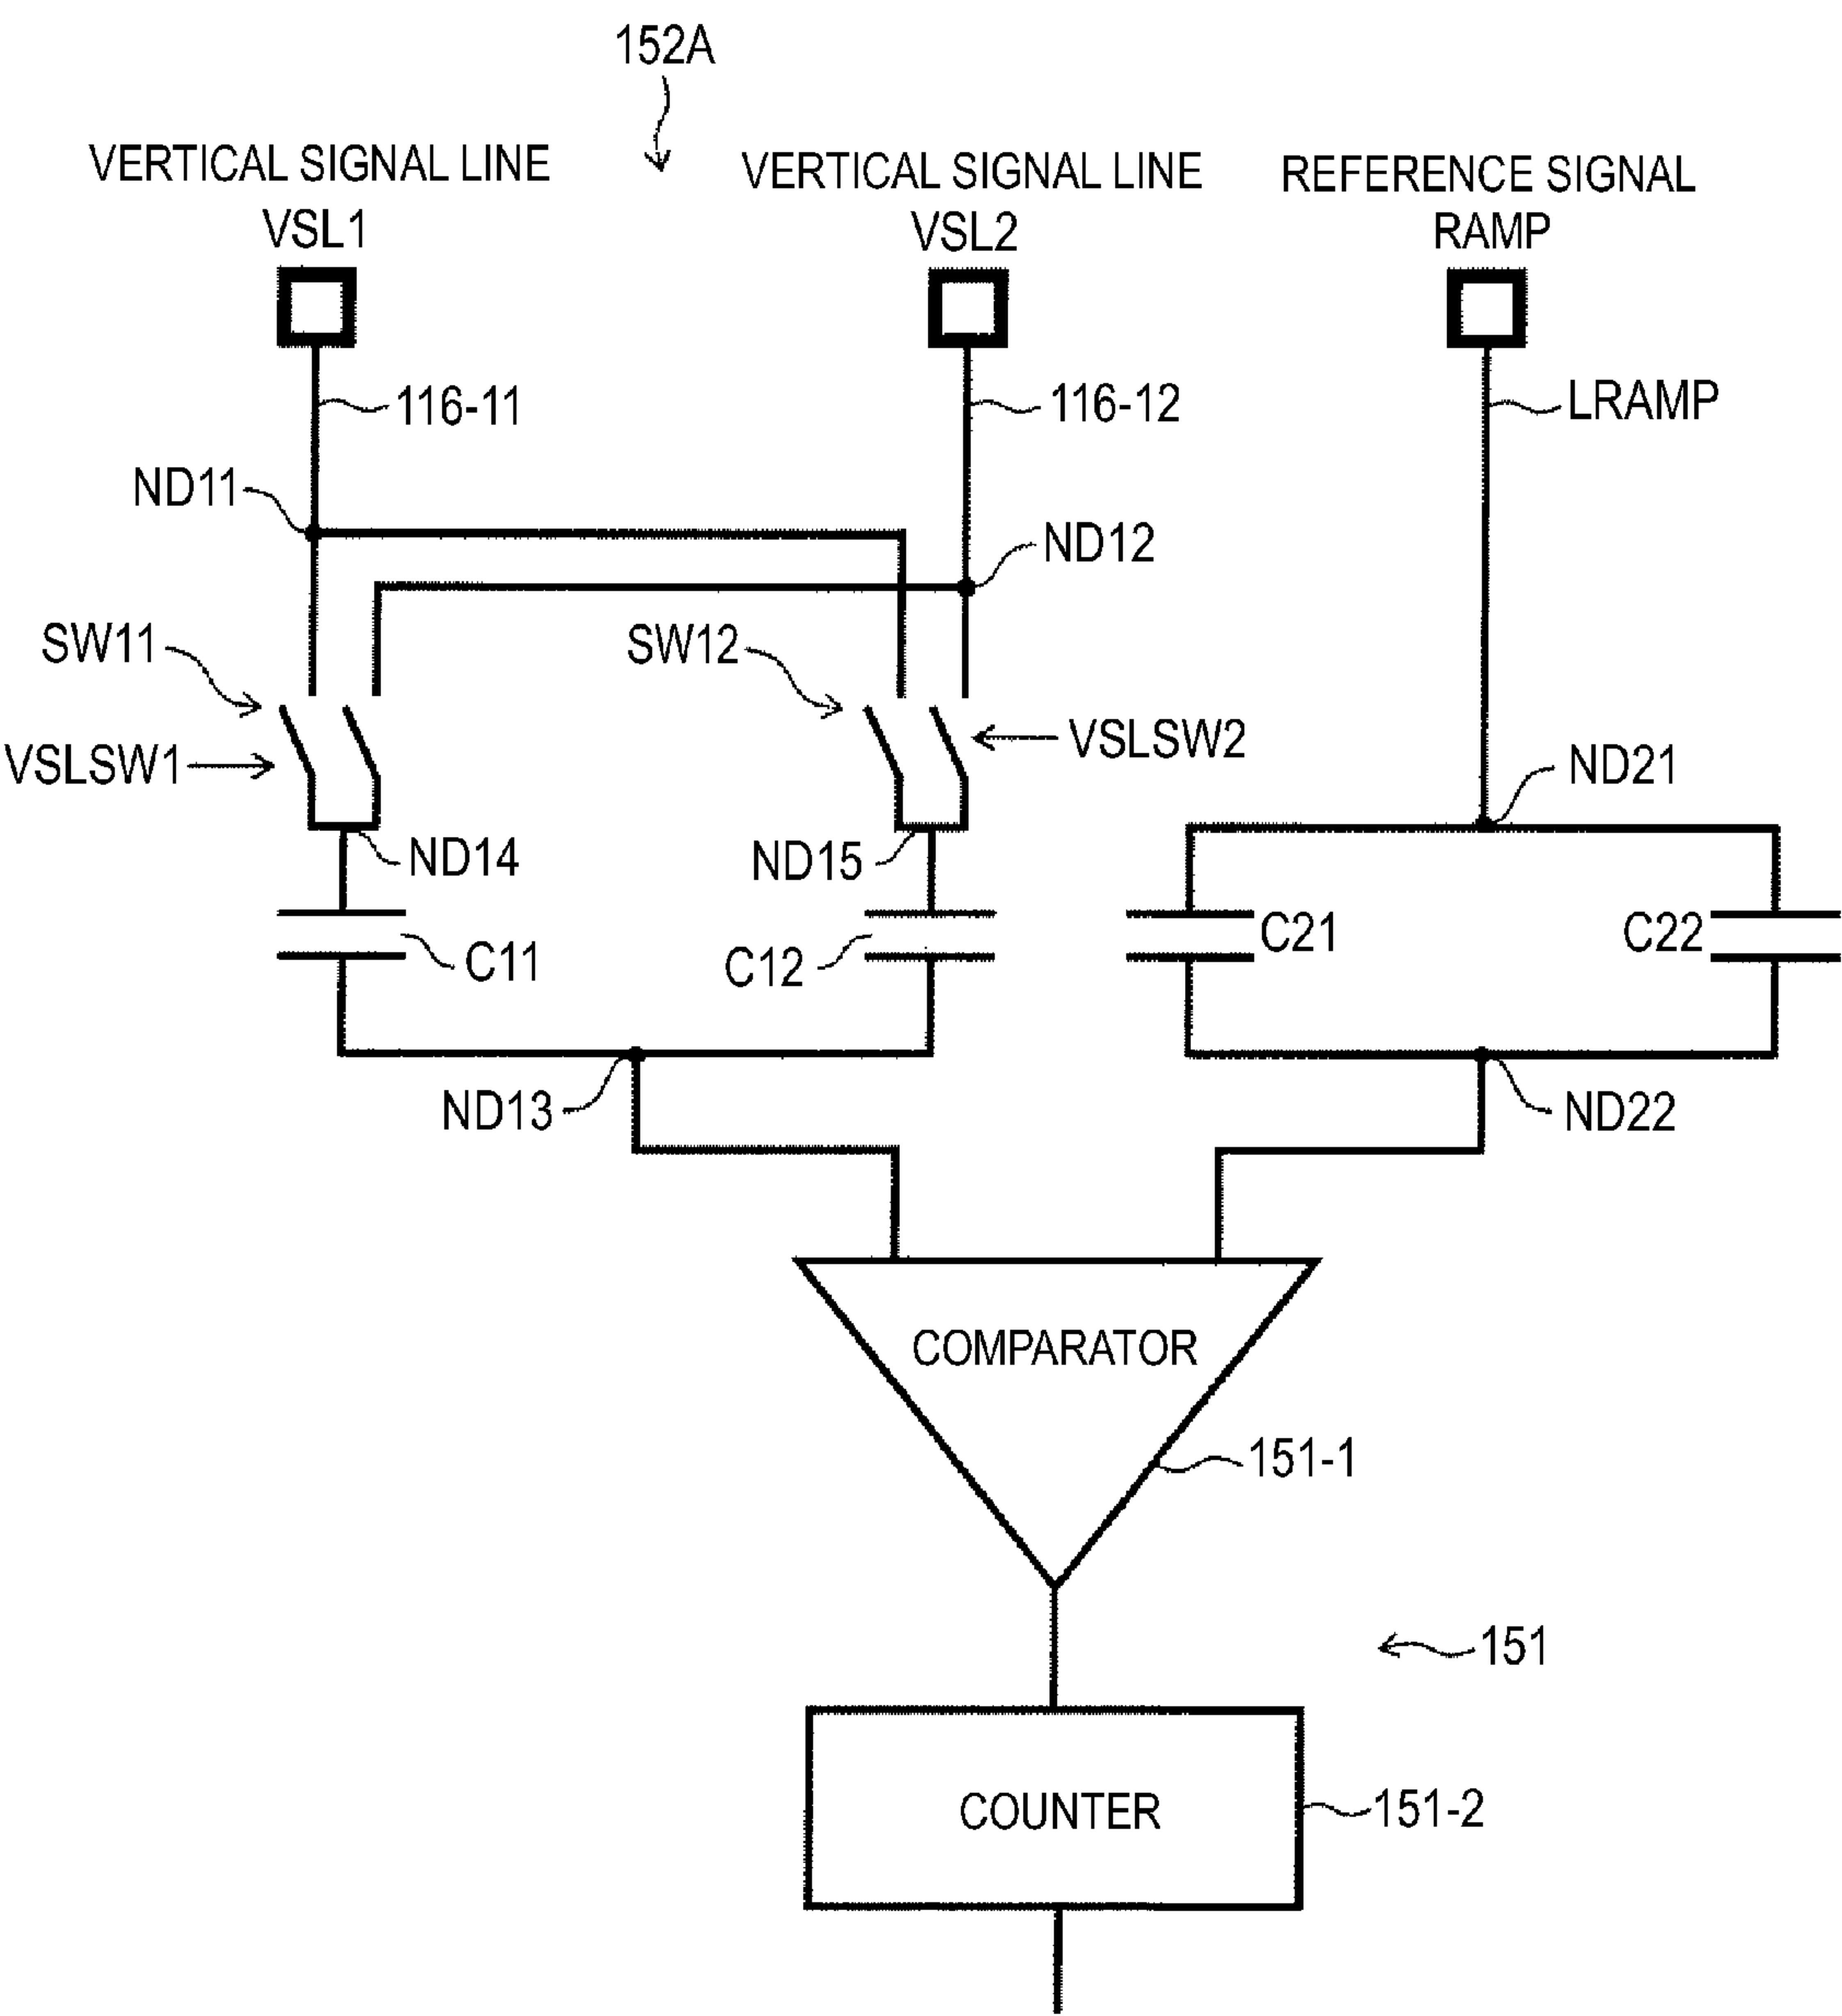 152A
VERTICAL SIGNAL LINE
VSL1
VERTICAL SIGNAL LINE
VSL2
REFERENCE SIGNAL
RAMP
116-11
116-12
LRAMP
ND11
ND12
SW11
SW12
VSLSW1
VSLSW2
ND21
ND14
ND15
C11
C12
C21
C22
ND13
ND22
COMPARATOR
151-1
151
COUNTER
151-2